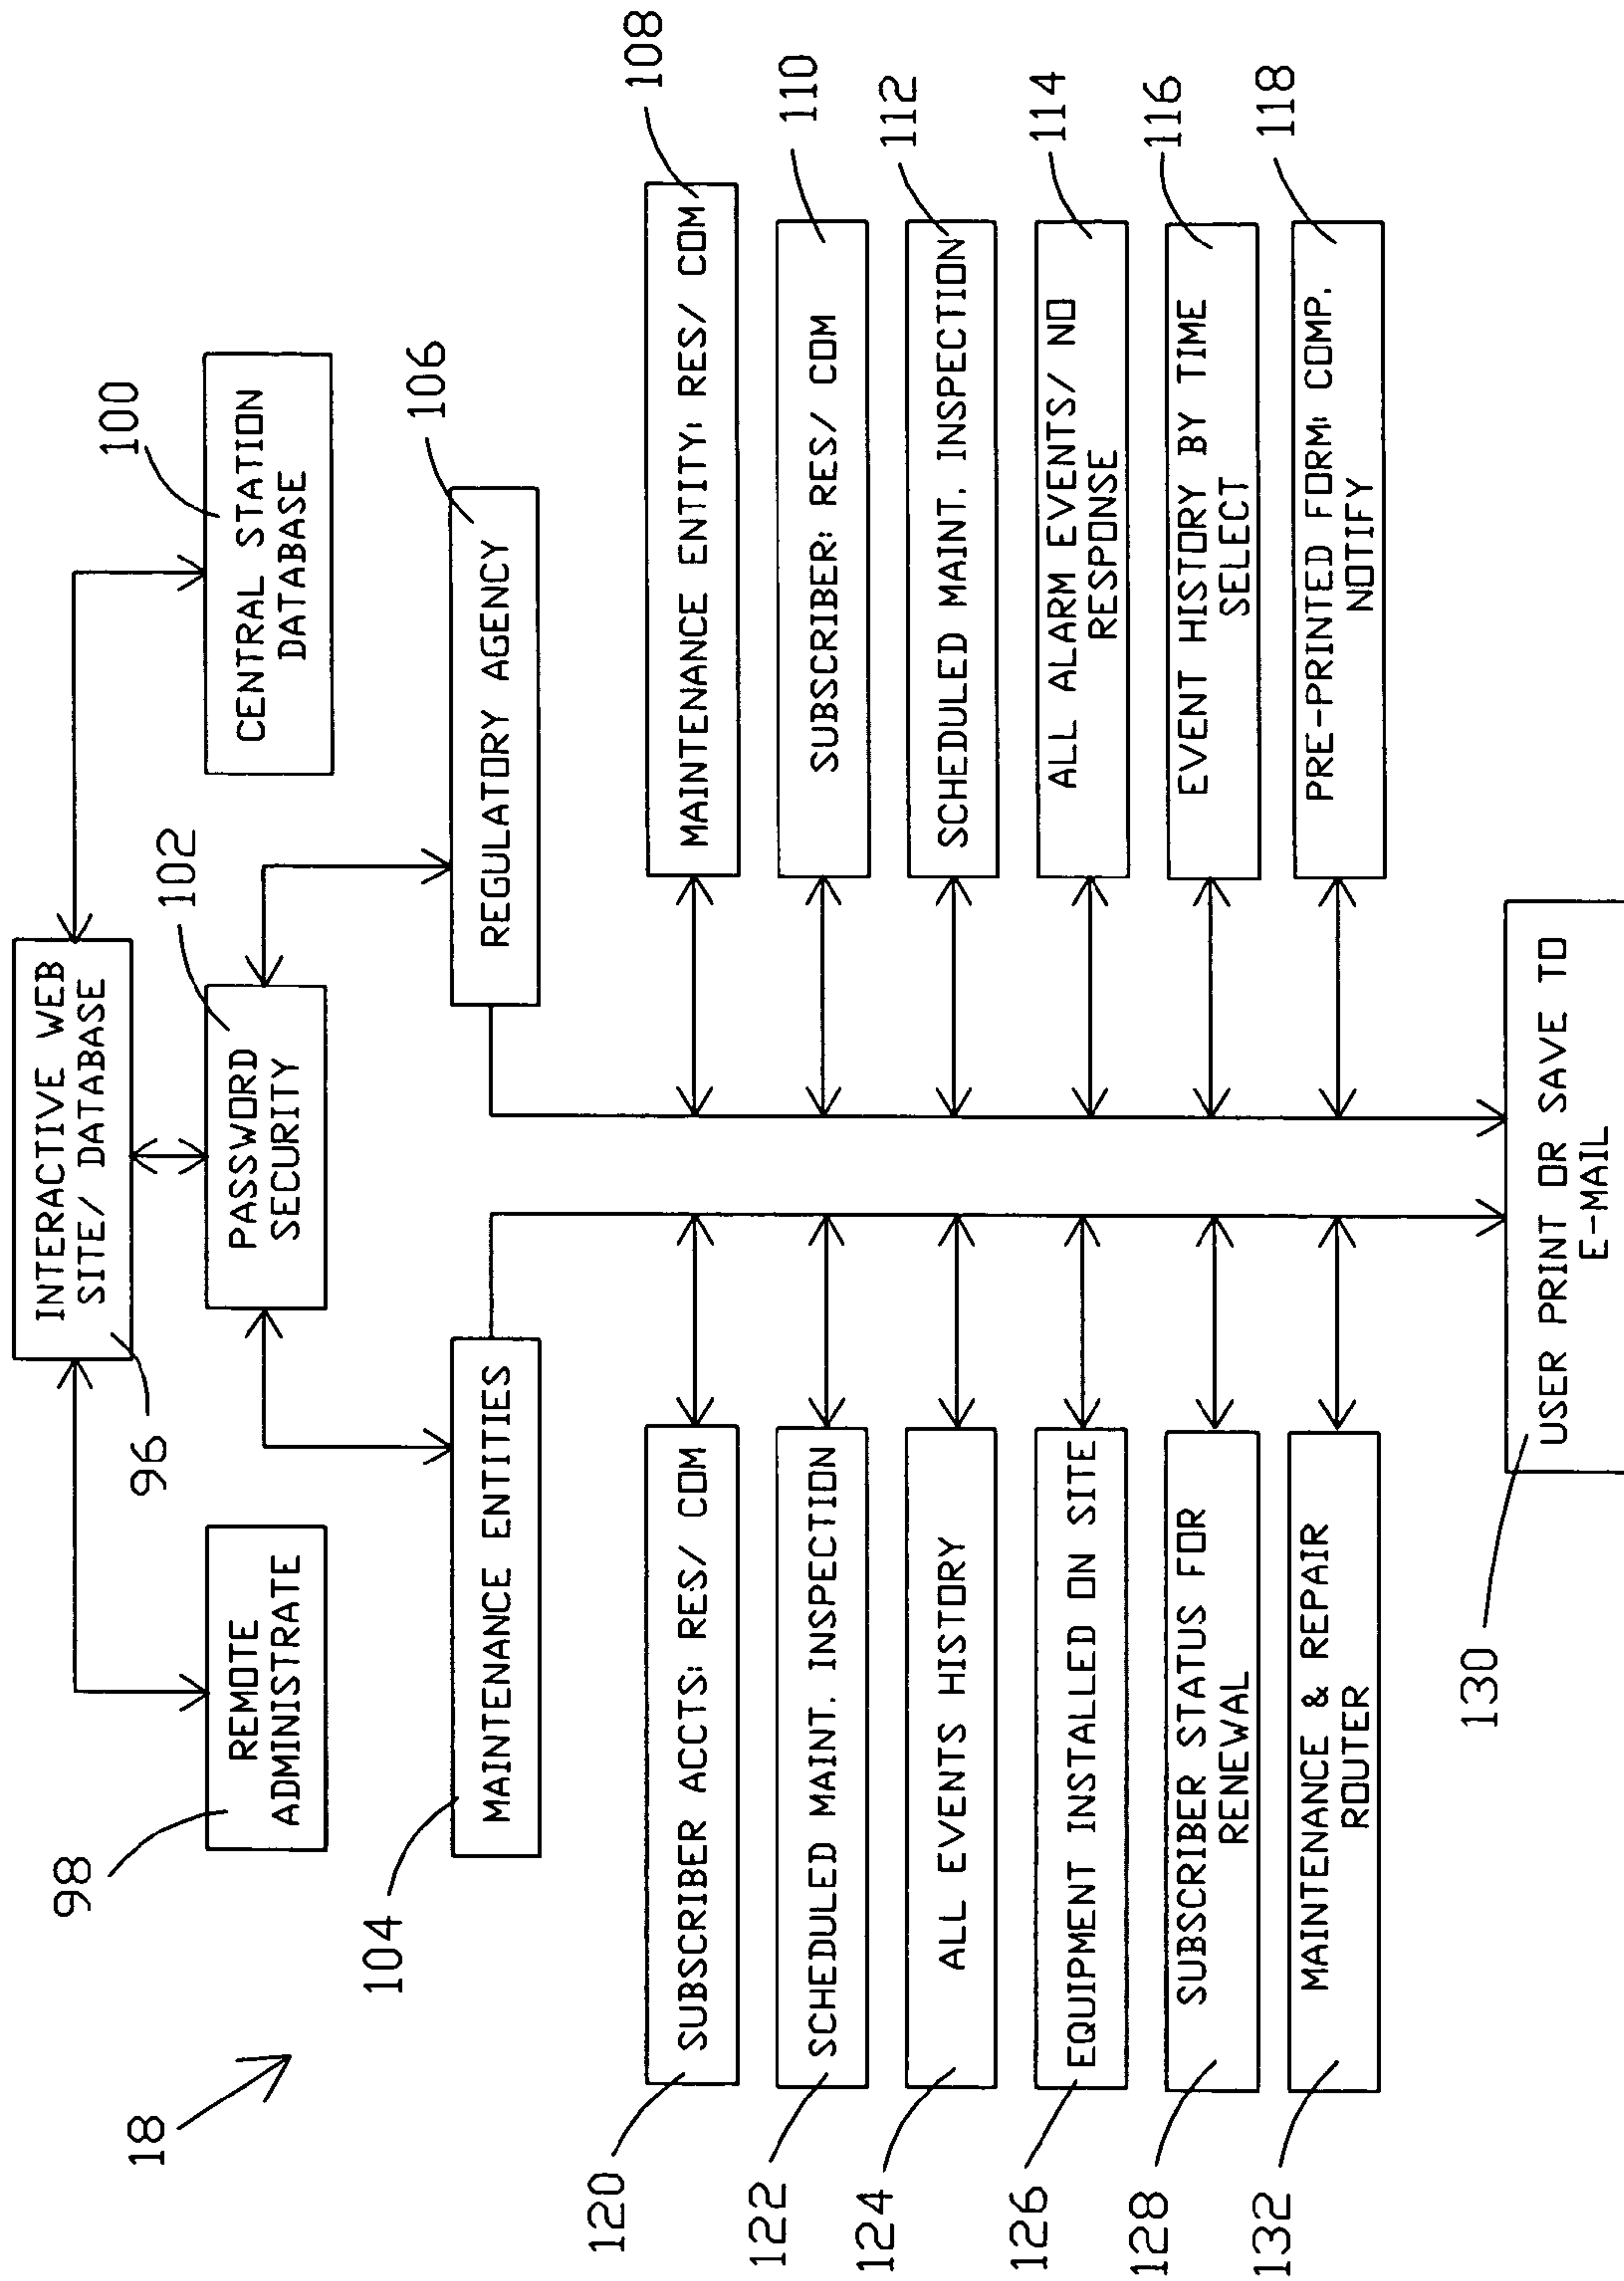 18
INTERACTIVE WEB
SITE/ DATABASE
96
98
REMOTE
ADMINISTRATE
100
CENTRAL STATION
DATABASE
102
PASSWORD
SECURITY
104
MAINTENANCE ENTITIES
106
REGULATORY AGENCY
120
SUBSCRIBER ACCTS: RES/ COM
122
SCHEDULED MAINT. INSPECTION
124
ALL EVENTS HISTORY
126
EQUIPMENT INSTALLED ON SITE
128
SUBSCRIBER STATUS FOR
RENEWAL
132
MAINTENANCE & REPAIR
ROUTER
108
MAINTENANCE ENTITY: RES/ COM
110
SUBSCRIBER: RES/ COM
112
SCHEDULED MAINT. INSPECTION
114
ALL ALARM EVENTS/ NO
RESPONSE
116
EVENT HISTORY BY TIME
SELECT
118
PRE-PRINTED FORM: COMP.
NOTIFY
130
USER PRINT OR SAVE TO
E-MAIL